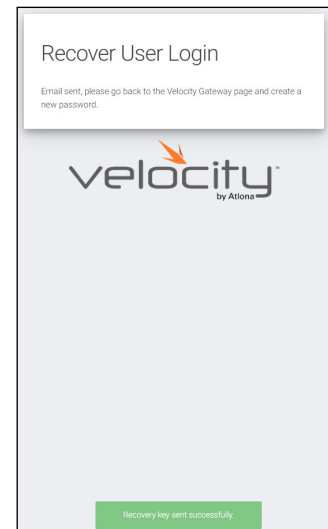 Recover User Login
Email sent, please go back to the Velocity Gateway page and create a
new password.
velocity
by Atlona
Recovery key sent successfully.